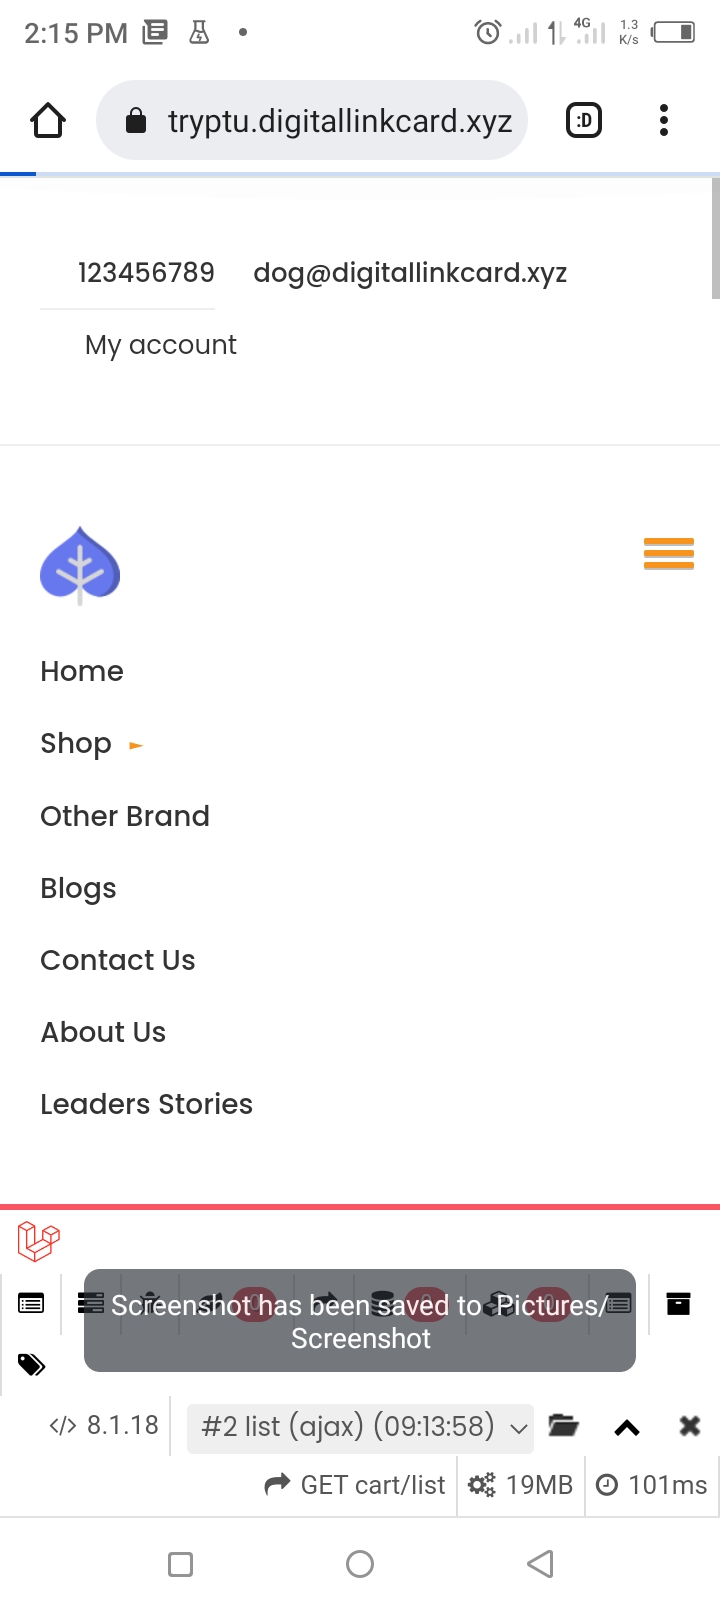 2:15 PM
4G
1.3
K/s
tryptu.digitallinkcard.xyz
:D
123456789 dog@digitallinkcard.xyz
My account
Home
Shop
Other Brand
Blogs
Contact Us
About Us
Leaders Stories
Screenshot has been saved to Pictures/
Screenshot
8.1.18
#2 list (ajax) (09:13:58)
GET cart/list
19MB
101ms